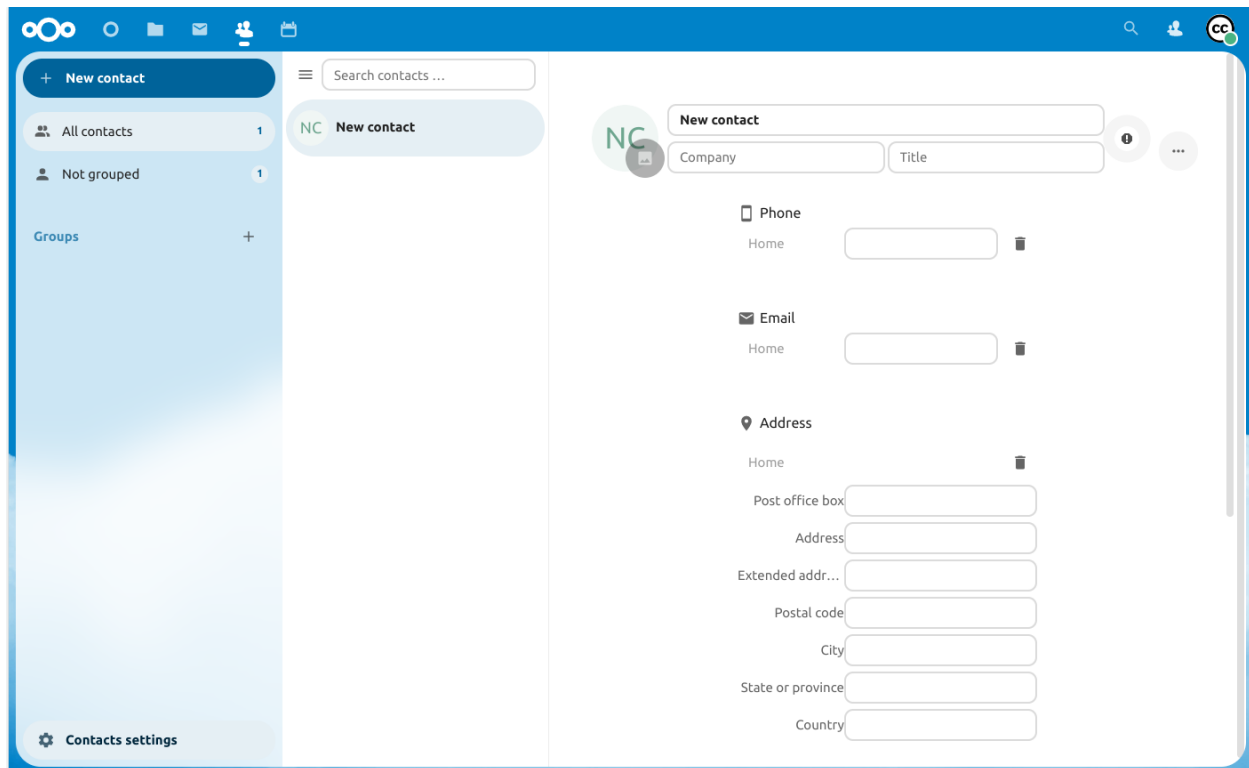 cc
New contact
All contacts 1
Not grouped 1
Groups
Contacts settings
Search contacts ...
NC New contact
NC
New contact
Company Title
Phone
Home
Email
Home
Address
Home
Post office box
Address
Extended addr...
Postal code
City
State or province
Country